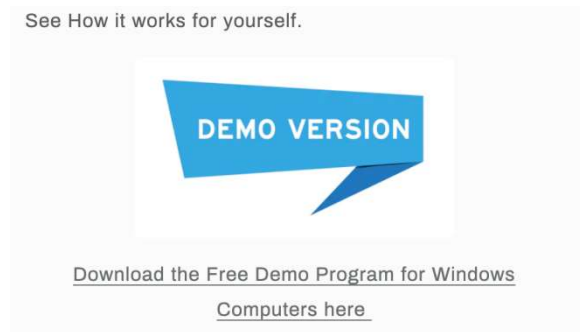 See How it works for yourself.
DEMO VERSION
Download the Free Demo Program for Windows
Computers here